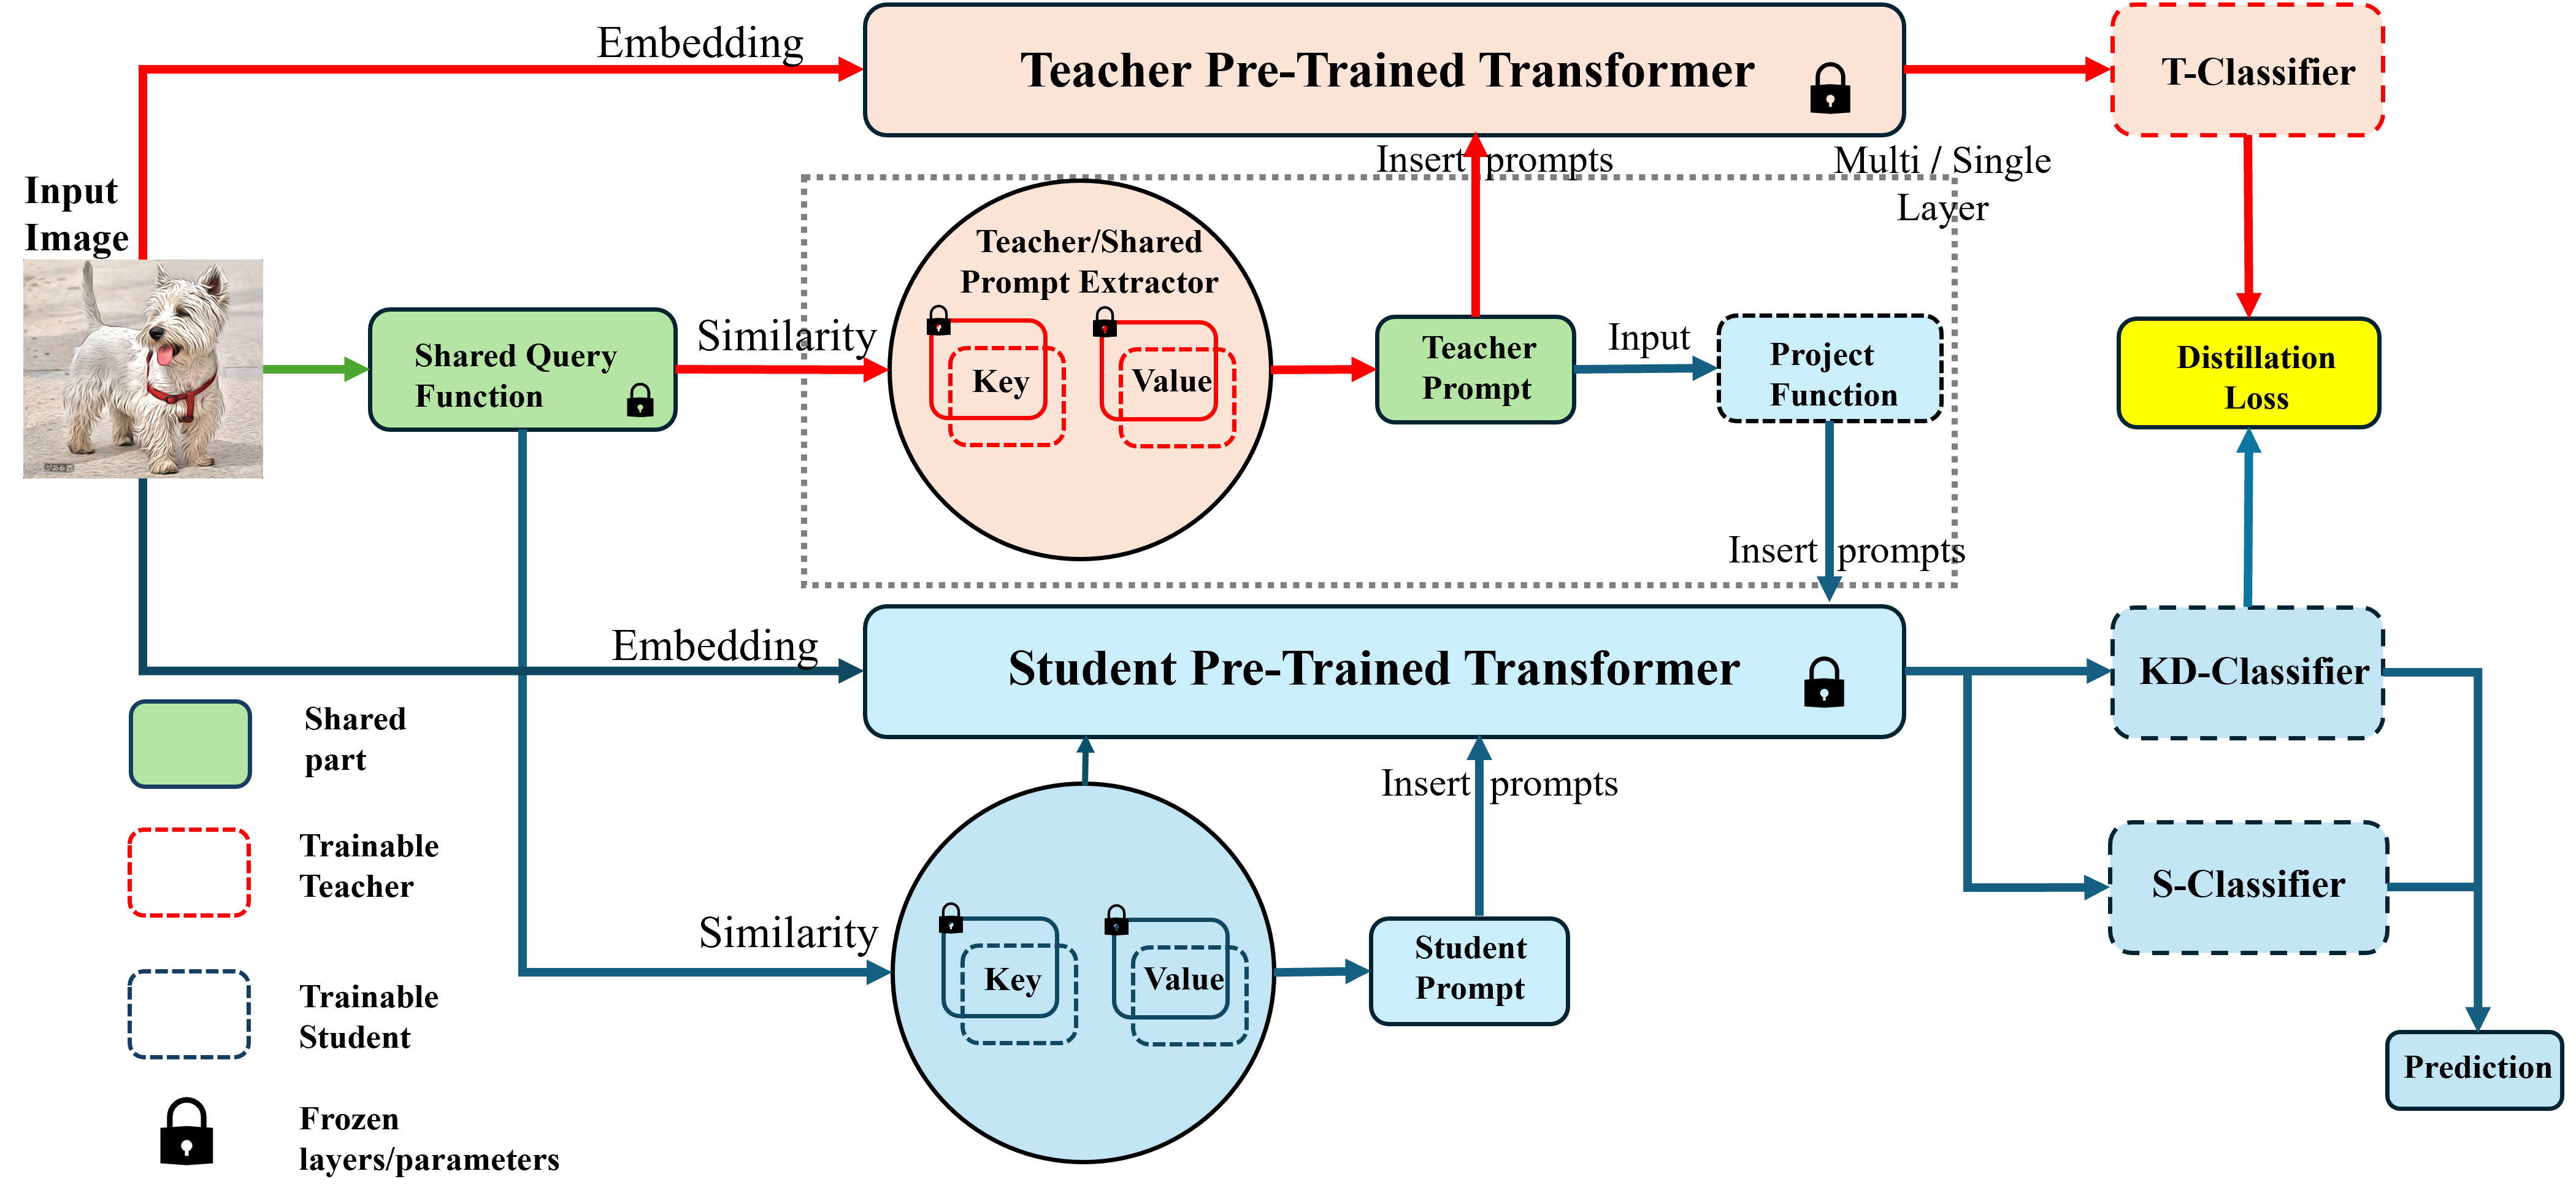 Embedding
Teacher Pre-Trained Transformer
T-Classifier
Input
Image
Insert prompts
Multi / Single
Layer
Teacher/Shared
Prompt Extractor
Key
Value
Shared Query
Function
Similarity
Teacher
Prompt
Input
Project
Function
Distillation
Loss
Insert prompts
Embedding
Student Pre-Trained Transformer
KD-Classifier
Shared
part
Insert prompts
Trainable
Teacher
S-Classifier
Similarity
Key
Value
Student
Prompt
Trainable
Student
Prediction
Frozen
layers/parameters